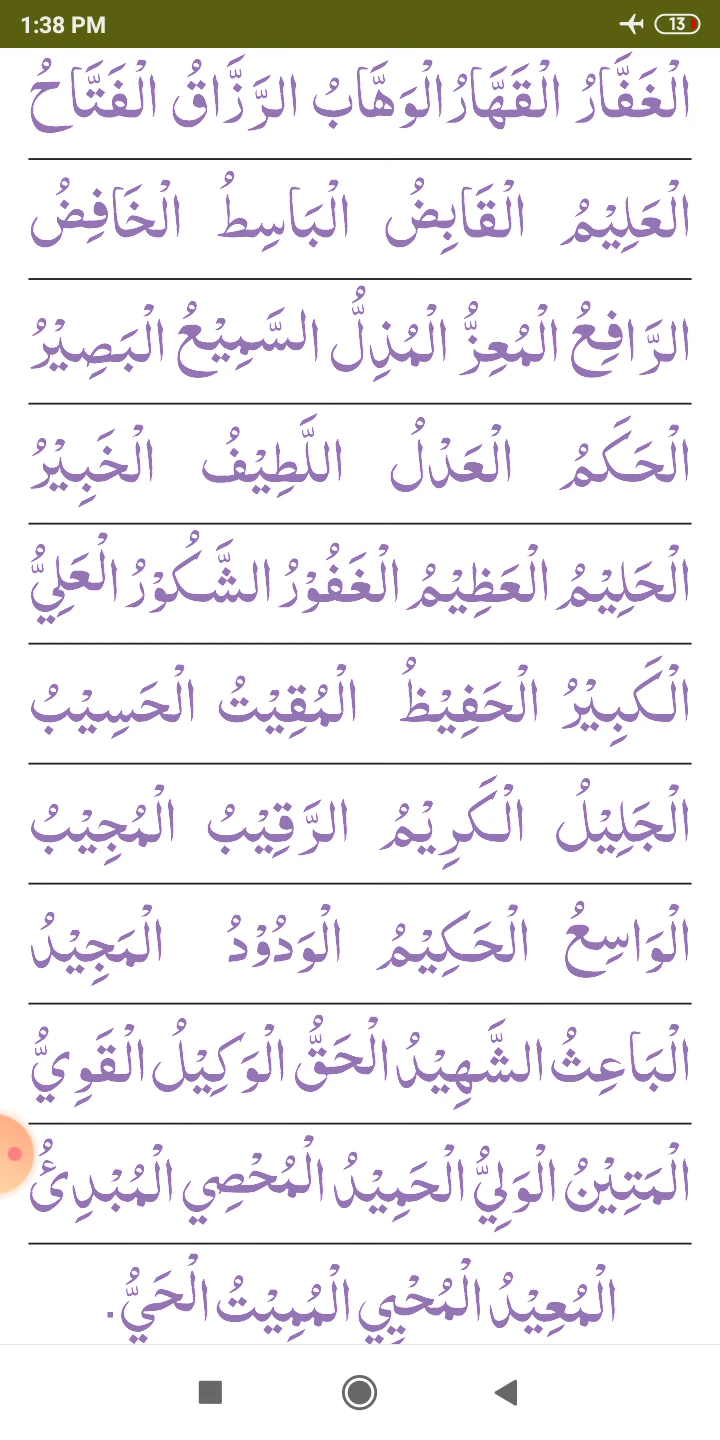 1:38 PM 13
الْغَفَّارُ الْقَهَّارُ الْوَهَّابُ الرَّزَّاقُ الْفَتَّاحُ
الْعَلِيْمُ الْقَابِضُ الْبَاسِطُ الْخَافِضُ
الرَّافِعُ الْمُعِزُّ الْمُذِلُّ السَّمِيْعُ الْبَصِيْرُ
الْحَكَمُ الْعَدْلُ اللَّطِيْفُ الْخَبِيْرُ
الْحَلِيْمُ الْعَظِيْمُ الْغَفُوْرُ الشَّكُوْرُ الْعَلِيُّ
الْكَبِيْرُ الْحَفِيْظُ الْمُقِيْتُ الْحَسِيْبُ
الْجَلِيْلُ الْكَرِيْمُ الرَّقِيْبُ الْمُجِيْبُ
الْوَاسِعُ الْحَكِيْمُ الْوَدُوْدُ الْمَجِيْدُ
الْبَاعِثُ الشَّهِيْدُ الْحَقُّ الْوَكِيْلُ الْقَوِيُّ
الْمَتِيْنُ الْوَلِيُّ الْحَمِيْدُ الْمُحْصِي الْمُبْدِئُ
الْمُعِيْدُ الْمُحْيِي الْمُمِيْتُ الْحَيُّ.